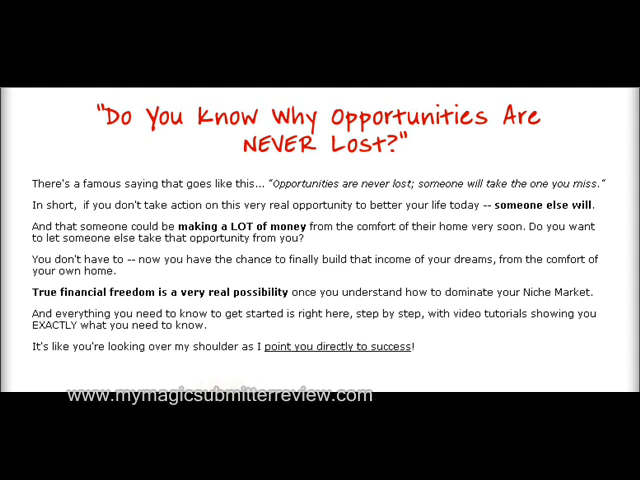 "Do You Know Why Opportunities Are
NEVER Lost?"
There's a famous saying that goes like this... "Opportunities are never lost; someone will take the one you miss."
In short, if you don't take action on this very real opportunity to better your life today -- someone else will.
And that someone could be making a LOT of money from the comfort of their home very soon. Do you want
to let someone else take that opportunity from you?
You don't have to -- now you have the chance to finally build that income of your dreams, from the comfort of
your own home.
True financial freedom is a very real possibility once you understand how to dominate your Niche Market.
And everything you need to know to get started is right here, step by step, with video tutorials showing you
EXACTLY what you need to know.
It's like you're looking over my shoulder as I point you directly to success!
www.mymagicsubmitterreview.com